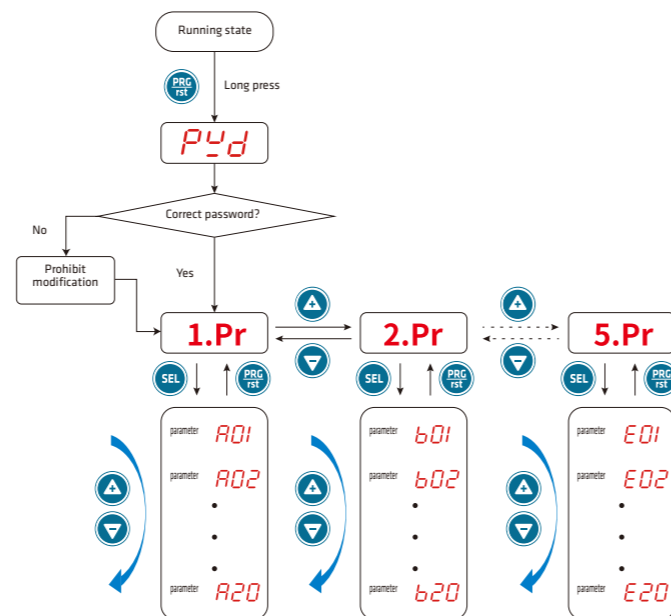 Running state
PRG
rst
Long press
PYd
Correct password?
No
Prohibit
modification
Yes
1.Pr
2.Pr
5.Pr
SEL
PRG
rst
SEL
PRG
rst
SEL
PRG
rst
parameter A01
parameter A02
parameter A20
parameter b01
parameter b02
parameter b20
parameter E01
parameter E02
parameter E20